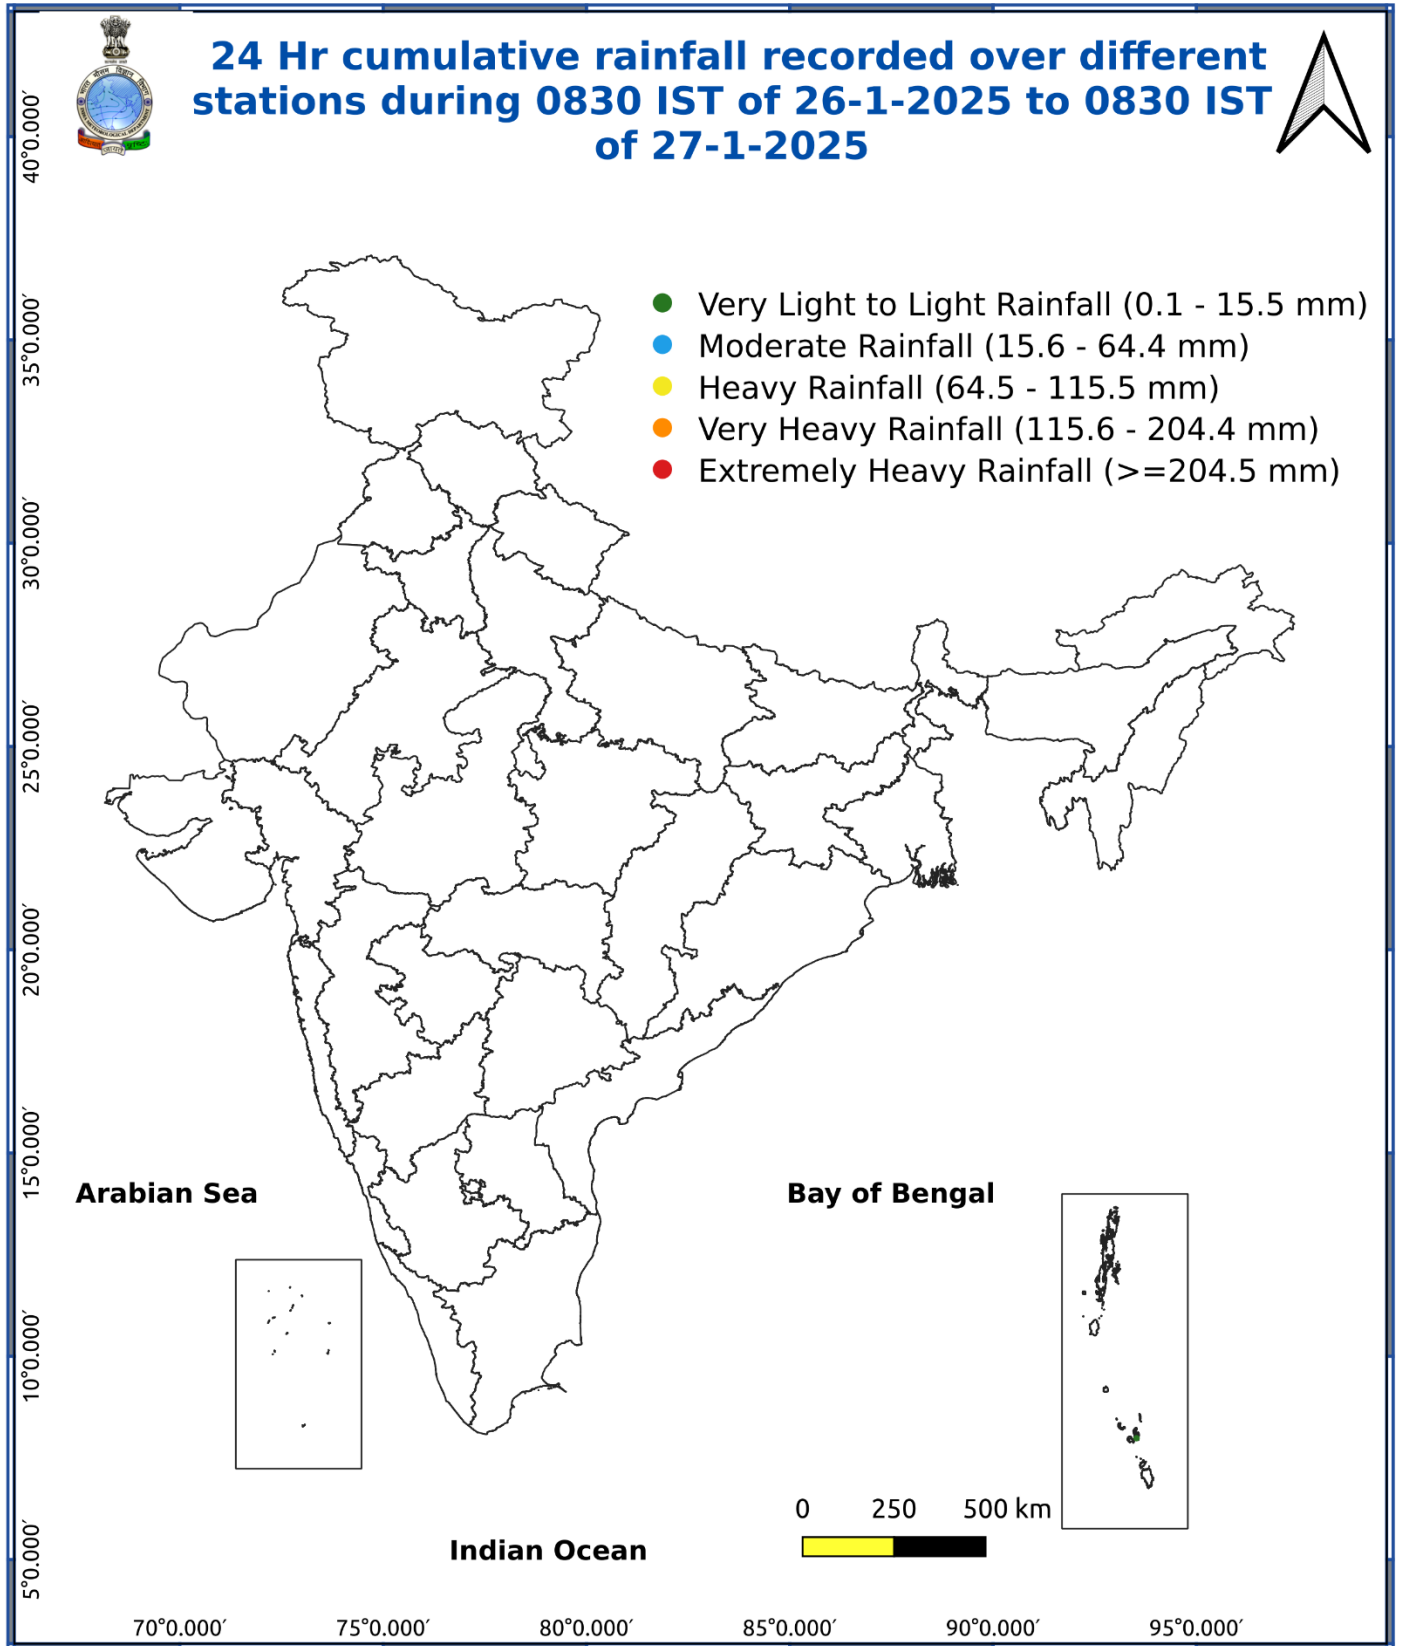 24 Hr cumulative rainfall recorded over different
stations during 0830 IST of 26-1-2025 to 0830 IST
of 27-1-2025
Very Light to Light Rainfall (0.1 - 15.5 mm)
Moderate Rainfall (15.6 - 64.4 mm)
Heavy Rainfall (64.5 - 115.5 mm)
Very Heavy Rainfall (115.6 - 204.4 mm)
Extremely Heavy Rainfall (>=204.5 mm)
40°0.000′
35°0.000′
30°0.000′
25°0.000′
20°0.000′
15°0.000′
10°0.000′
5°0.000′
Arabian Sea
Bay of Bengal
Indian Ocean
0 250 500 km
70°0.000′ 75°0.000′ 80°0.000′ 85°0.000′ 90°0.000′ 95°0.000′